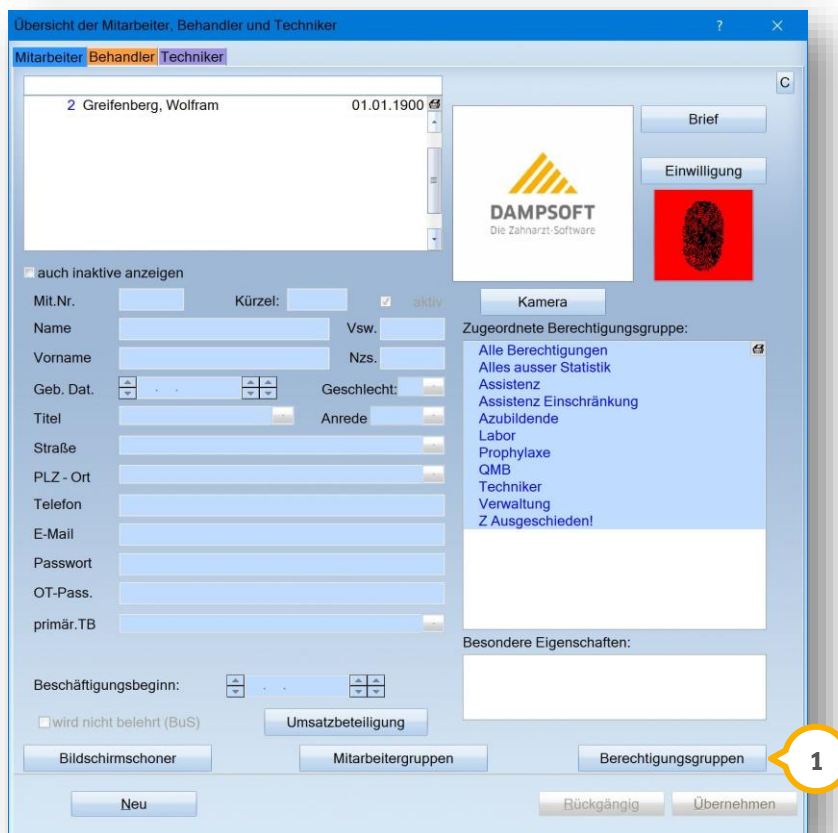 Übersicht der Mitarbeiter, Behandler und Techniker ? ×
Mitarbeiter Behandler Techniker
C
2 Greifenberg, Wolfram 01.01.1900
Brief
Einwilligung
DAMPSOFT
Die Zahnarzt-Software
auch inaktive anzeigen
Mit.Nr. Kürzel: aktiv
Kamera
Name Vsw.
Zugeordnete Berechtigungsgruppe:
Vorname Nzs.
Alle Berechtigungen
Alles ausser Statistik
Geb. Dat. . . Geschlecht:
Assistenz
Assistenz Einschränkung
Titel Anrede
Azubildende
Labor
Straße
Prophylaxe
QMB
PLZ - Ort
Techniker
Telefon
Verwaltung
Z Ausgeschieden!
E-Mail
Passwort
OT-Pass.
primär.TB
Besondere Eigenschaften:
Beschäftigungsbeginn: . .
wird nicht belehrt (BuS) Umsatzbeteiligung
Bildschirmschoner Mitarbeitergruppen Berechtigungsgruppen 1
Neu Rückgängig Übernehmen